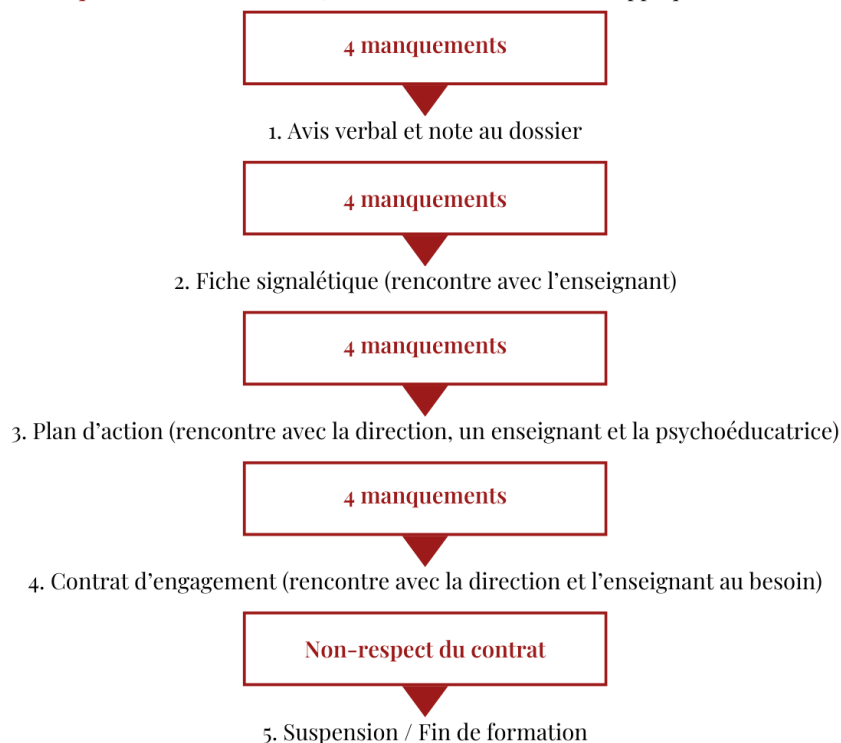 4 manquements
1. Avis verbal et note au dossier
4 manquements
2. Fiche signalétique (rencontre avec l’enseignant)
4 manquements
3. Plan d’action (rencontre avec la direction, un enseignant et la psychoéducatrice)
4 manquements
4. Contrat d’engagement (rencontre avec la direction et l’enseignant au besoin)
Non-respect du contrat
5. Suspension / Fin de formation